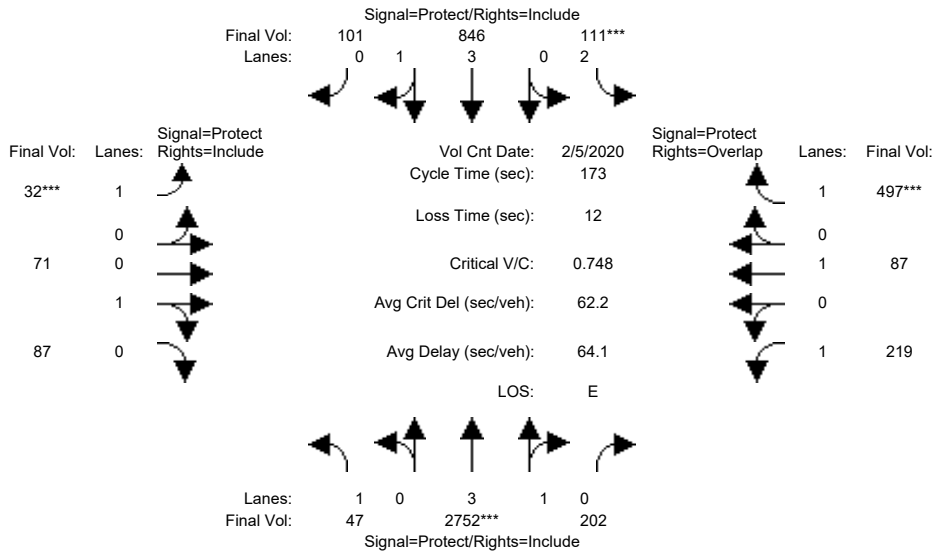 Signal=Protect/Rights=Include
Final Vol: 101 846 111***
Lanes: 0 1 3 0 2
Signal=Protect
Final Vol: Lanes: Rights=Include
Vol Cnt Date: 2/5/2020
Signal=Protect
Rights=Overlap Lanes: Final Vol:
Cycle Time (sec): 173
32*** 1
1 497***
Loss Time (sec): 12
0
0
71 0
Critical V/C: 0.748
1 87
1
Avg Crit Del (sec/veh): 62.2
0
87 0
Avg Delay (sec/veh): 64.1
1 219
LOS: E
Lanes: 1 0 3 1 0
Final Vol: 47 2752*** 202
Signal=Protect/Rights=Include